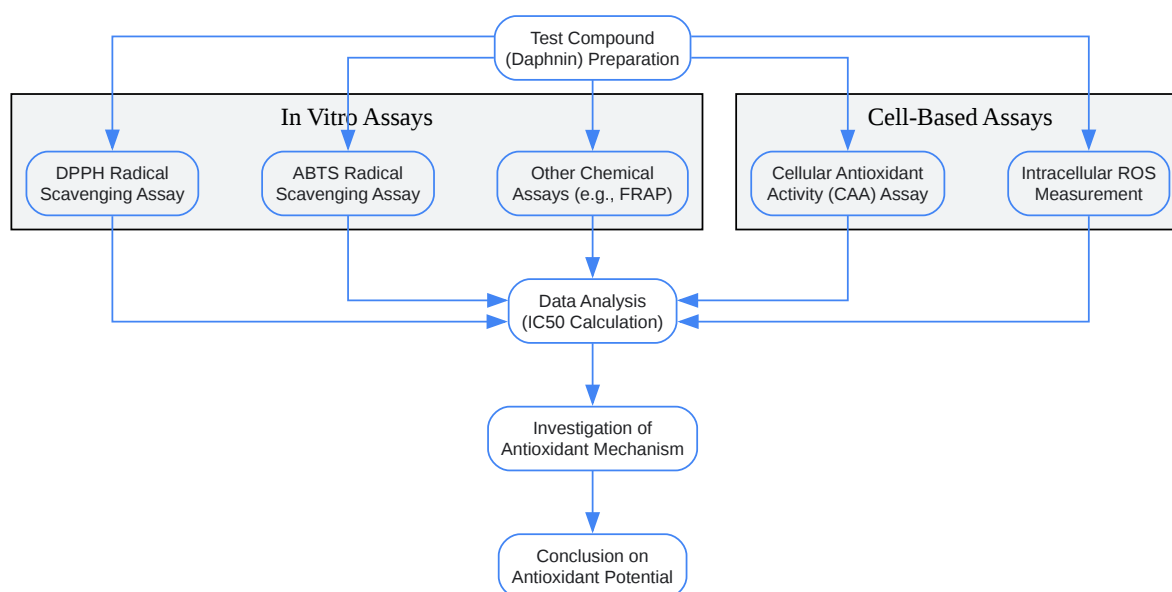 Test Compound
(Daphnin) Preparation
In Vitro Assays
Cell-Based Assays
DPPH Radical
Scavenging Assay
ABTS Radical
Scavenging Assay
Other Chemical
Assays (e.g., FRAP)
Cellular Antioxidant
Activity (CAA) Assay
Intracellular ROS
Measurement
Data Analysis
(IC50 Calculation)
Investigation of
Antioxidant Mechanism
Conclusion on
Antioxidant Potential